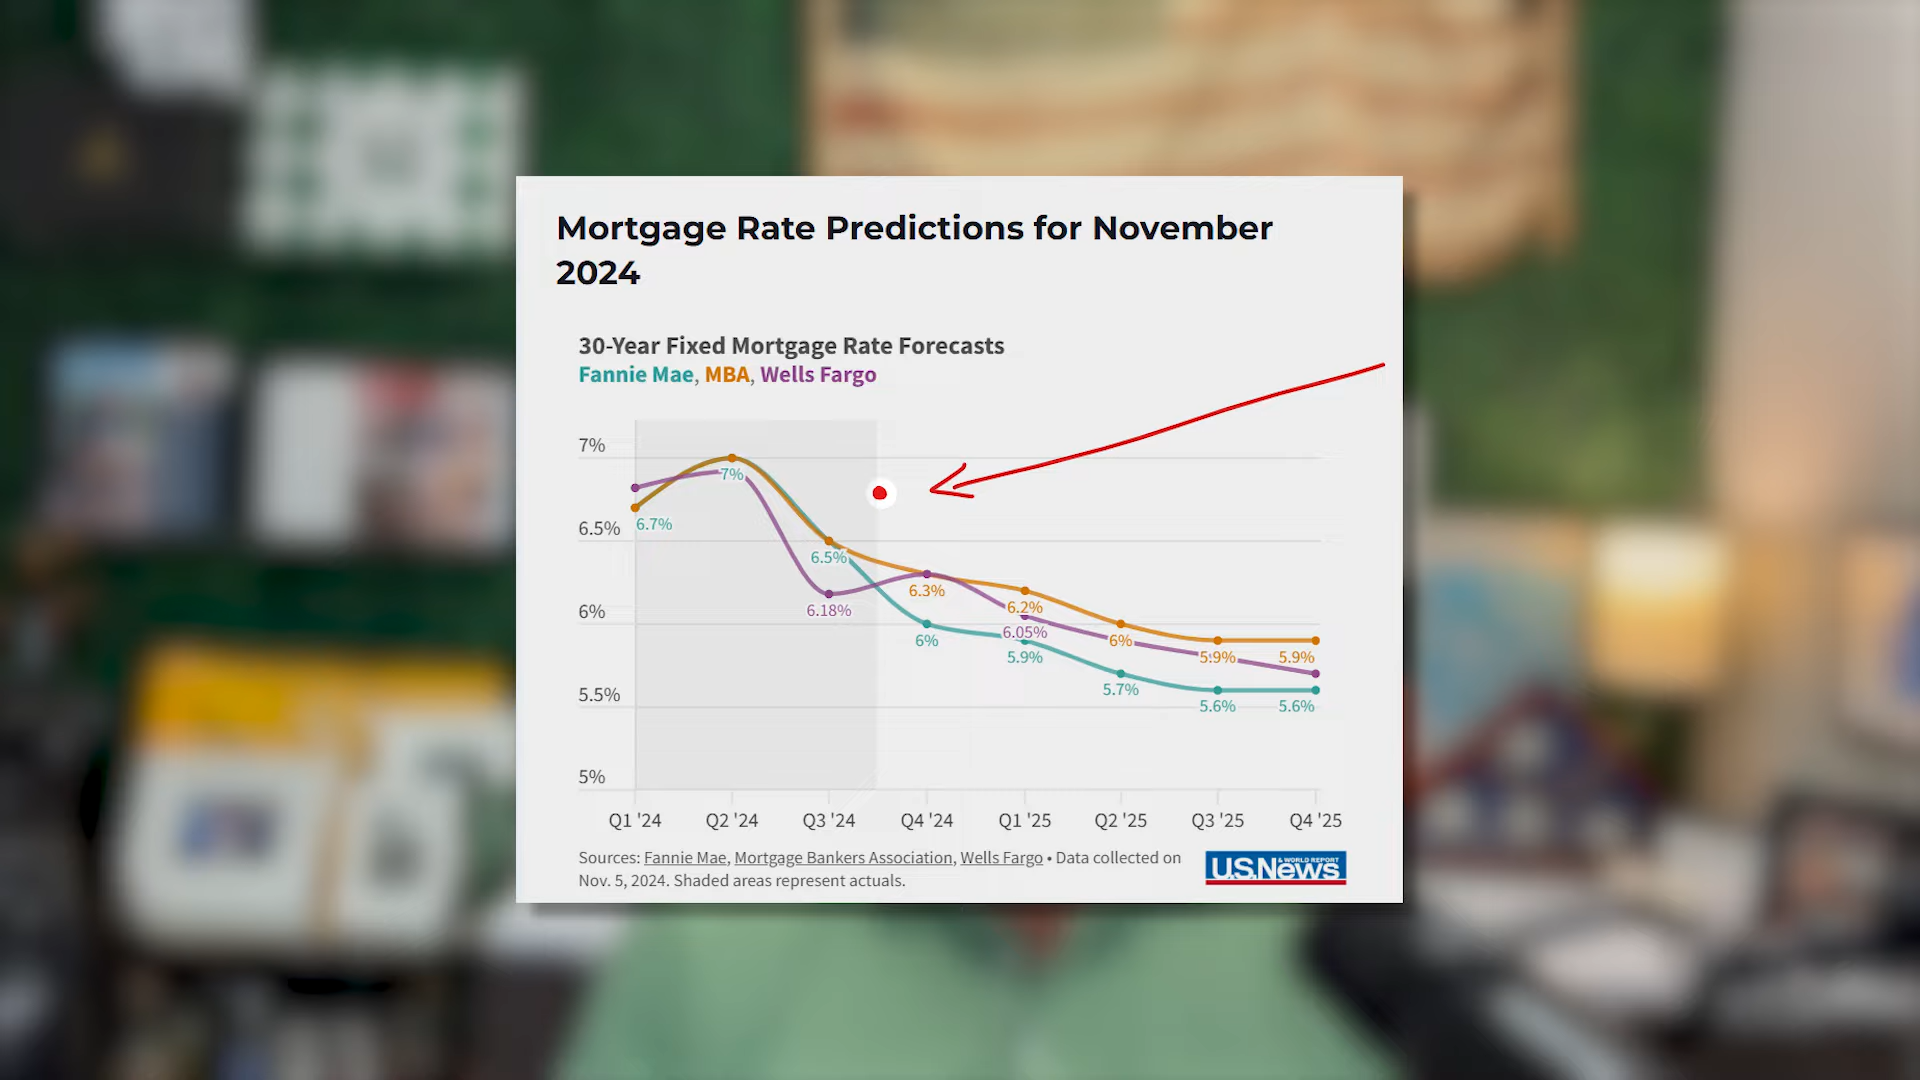 Mortgage Rate Predictions for November
2024
30-Year Fixed Mortgage Rate Forecasts
Fannie Mae, MBA, Wells Fargo
7%
6.5%
6%
5.5%
5%
7%
6.7%
6.5%
6.18%
6.3%
6%
6.2%
6.05%
5.9%
6%
5.7%
5.9%
5.6%
5.9%
5.6%
Q1 '24 Q2 '24 Q3 '24 Q4 '24 Q1 '25 Q2 '25 Q3 '25 Q4 '25
Sources: Fannie Mae, Mortgage Bankers Association, Wells Fargo • Data collected on
Nov. 5, 2024. Shaded areas represent actuals.
U.S.News
& WORLD REPORT